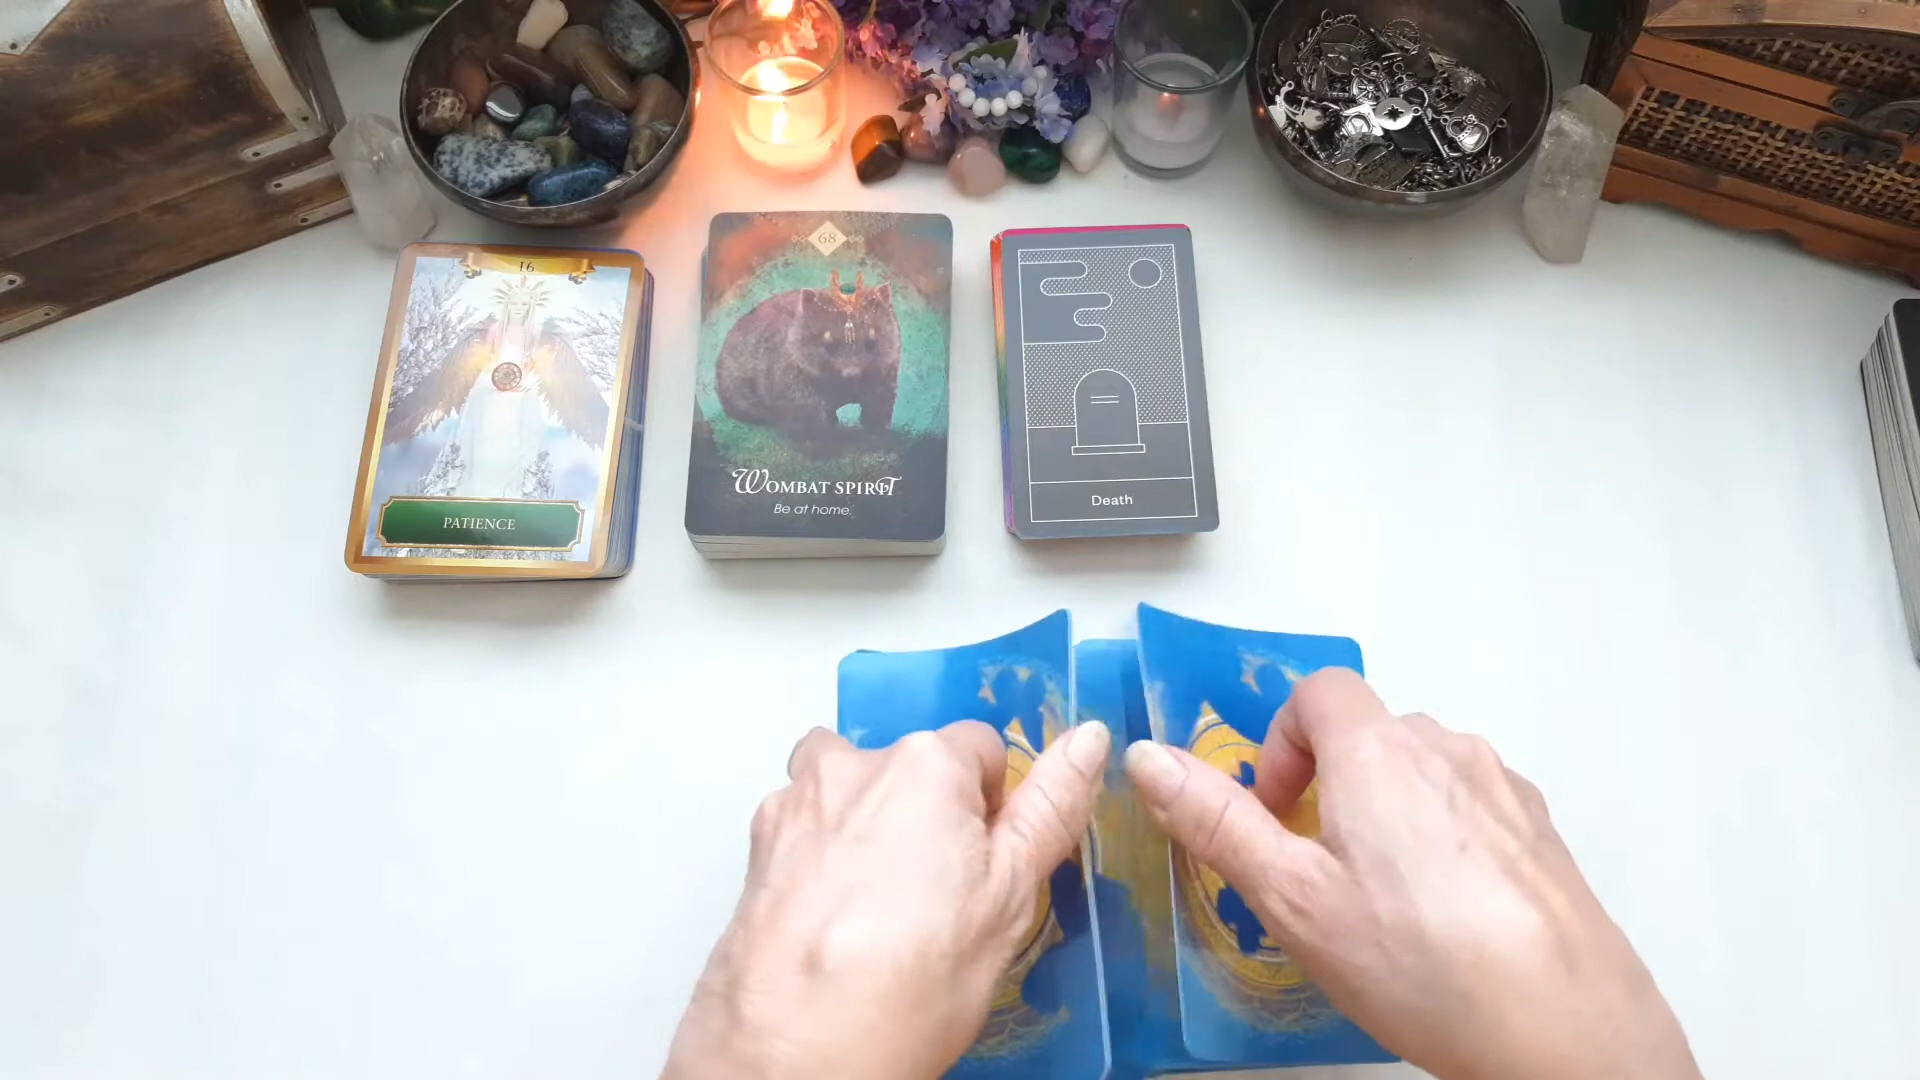 16
PATIENCE
68
WOMBAT SPIRIT
Be at home.
Death